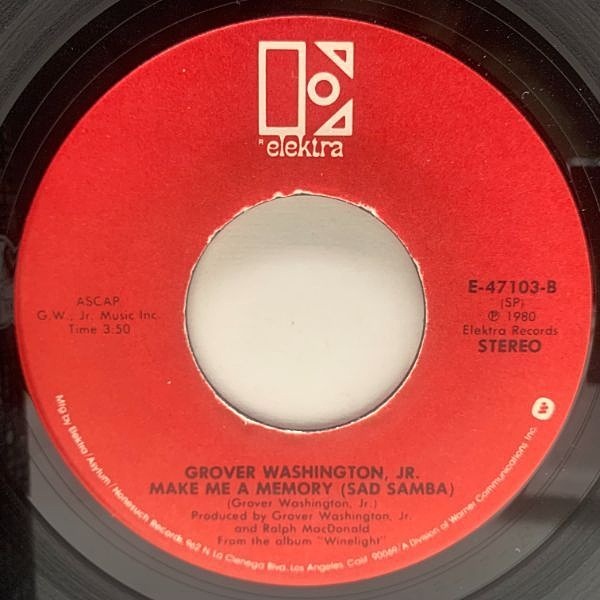 R elektra
ASCAP
G.W., Jr. Music Inc.
Time 3:50
E-47103-B
(SP)
℗ 1980
Elektra Records
STEREO
GROVER WASHINGTON, JR.
MAKE ME A MEMORY (SAD SAMBA)
(Grover Washington, Jr.)
Produced by Grover Washington, Jr.
and Ralph MacDonald
From the album "Winelight"
Mfg by Elektra/Asylum/Nonesuch Records 962 N. La Cienega Blvd., Los Angeles, Calif. 90069/A Division of Warner Communications Inc.